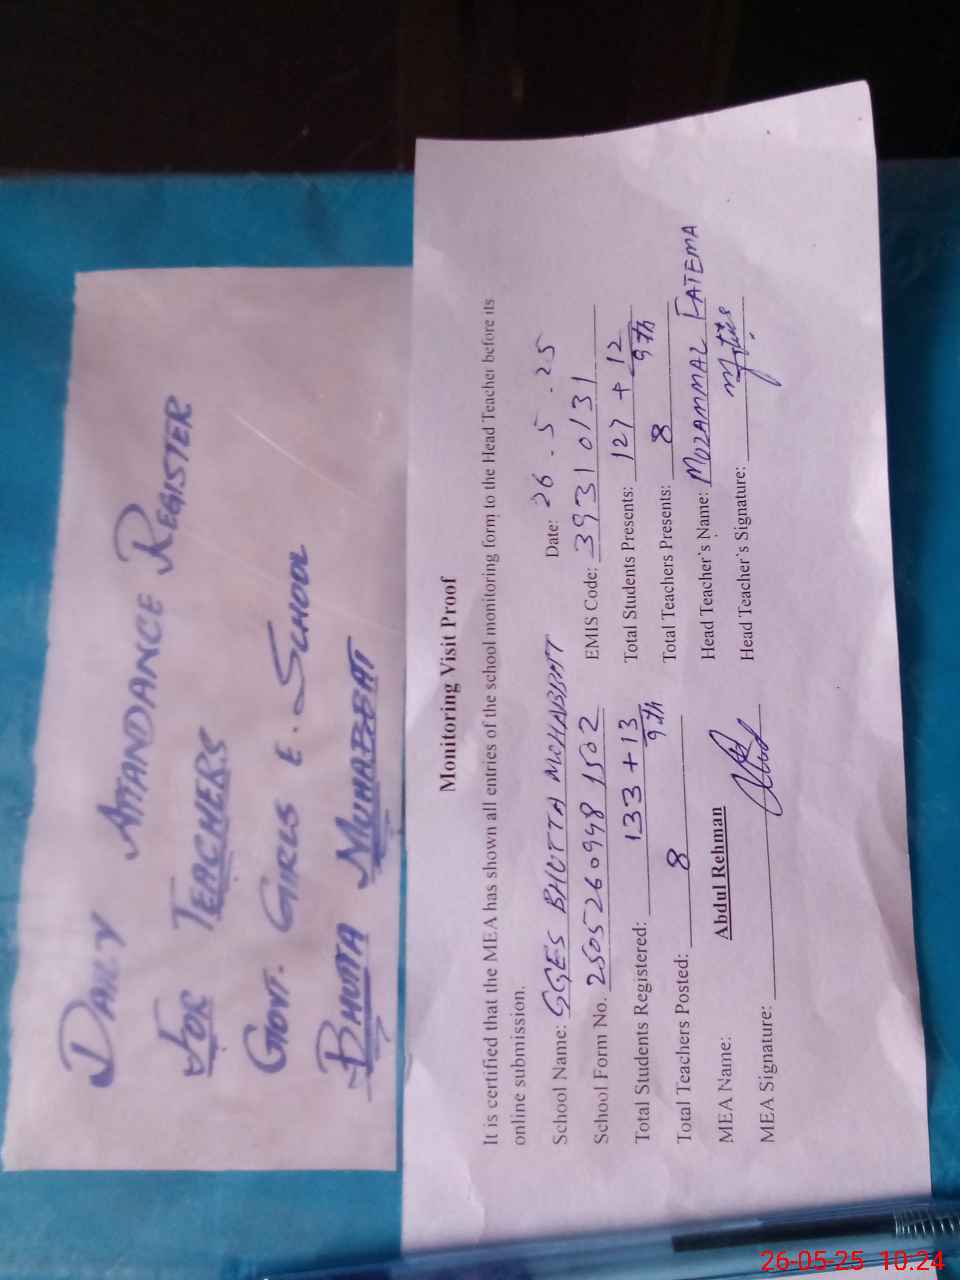 DAILY ATTANDANCE REGISTER
FOR TEACHERS
GOVT. GIRLS E. SCHOOL
BHUTTA MUHABBAT
Monitoring Visit Proof
It is certified that the MEA has shown all entries of the school monitoring form to the Head Teacher before its
online submission.
School Name: GGES BHUTTA MOHABBAT Date: 26-5-25
School Form No. 2505260998 1502 EMIS Code: 39310131
Total Students Registered: 133+13 9th Total Students Presents: 127+12 9th
Total Teachers Posted: 8 Total Teachers Presents: 8
MEA Name: Abdul Rehman Head Teacher's Name: MUZAMMAL FATEMA
MEA Signature: Head Teacher's Signature:
26-05-25 10:24